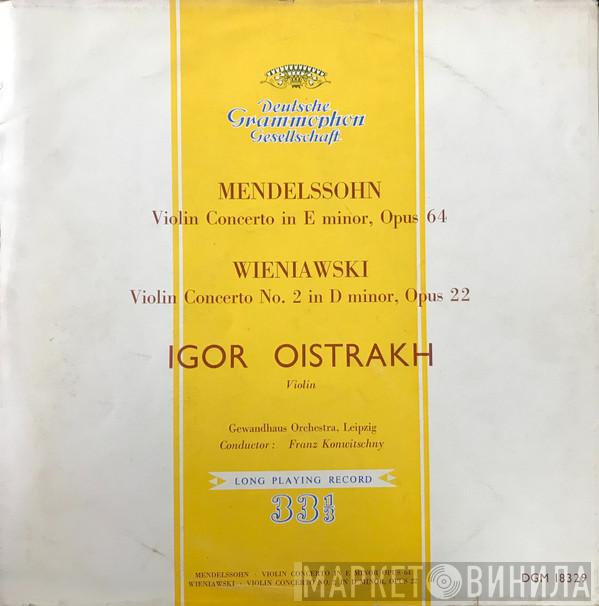 Deutsche
Grammophon
Gesellschaft
MENDELSSOHN
Violin Concerto in E minor, Opus 64
WIENIAWSKI
Violin Concerto No. 2 in D minor, Opus 22
IGOR OISTRAKH
Violin
Gewandhaus Orchestra, Leipzig
Conductor: Franz Konwitschny
LONG PLAYING RECORD
33⅓
MENDELSSOHN · VIOLIN CONCERTO IN E MINOR, OPUS 64
WIENIAWSKI · VIOLIN CONCERTO NO. 2 IN D MINOR, OPUS 22
DGM 18329
МАРКЕТ ВИНИЛА